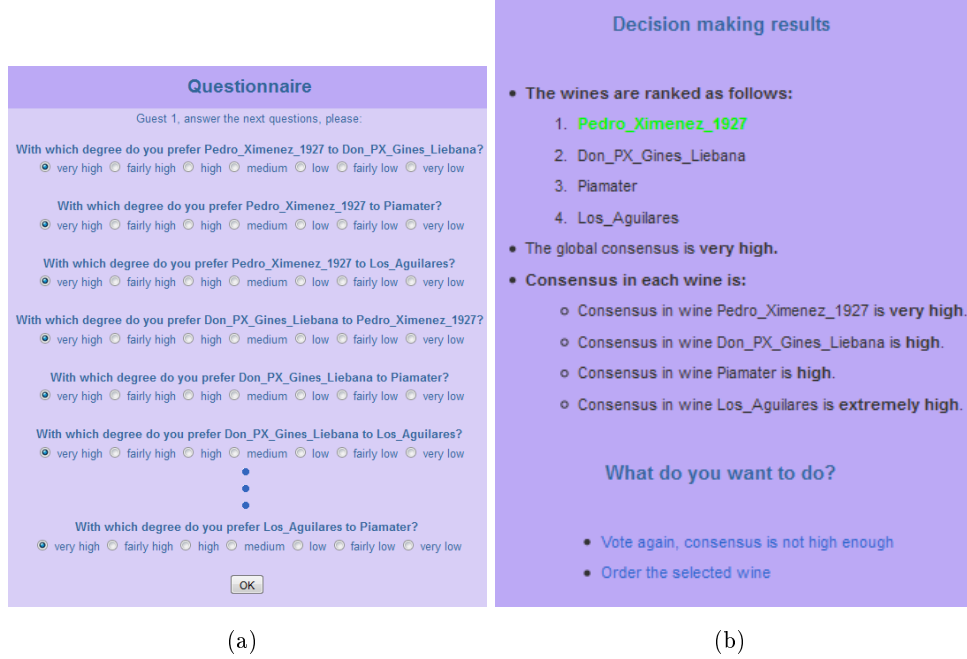 Questionnaire
Guest 1, answer the next questions, please:
With which degree do you prefer Pedro_Ximenez_1927 to Don_PX_Gines_Liebana?
very high fairly high high medium low fairly low very low
With which degree do you prefer Pedro_Ximenez_1927 to Piamater?
very high fairly high high medium low fairly low very low
With which degree do you prefer Pedro_Ximenez_1927 to Los_Aguilares?
very high fairly high high medium low fairly low very low
With which degree do you prefer Don_PX_Gines_Liebana to Pedro_Ximenez_1927?
very high fairly high high medium low fairly low very low
With which degree do you prefer Don_PX_Gines_Liebana to Piamater?
very high fairly high high medium low fairly low very low
With which degree do you prefer Don_PX_Gines_Liebana to Los_Aguilares?
very high fairly high high medium low fairly low very low
With which degree do you prefer Los_Aguilares to Piamater?
very high fairly high high medium low fairly low very low
OK
(a)
Decision making results
The wines are ranked as follows:
1. Pedro_Ximenez_1927
2. Don_PX_Gines_Liebana
3. Piamater
4. Los_Aguilares
The global consensus is very high.
Consensus in each wine is:
Consensus in wine Pedro_Ximenez_1927 is very high.
Consensus in wine Don_PX_Gines_Liebana is high.
Consensus in wine Piamater is high.
Consensus in wine Los_Aguilares is extremely high.
What do you want to do?
Vote again, consensus is not high enough
Order the selected wine
(b)